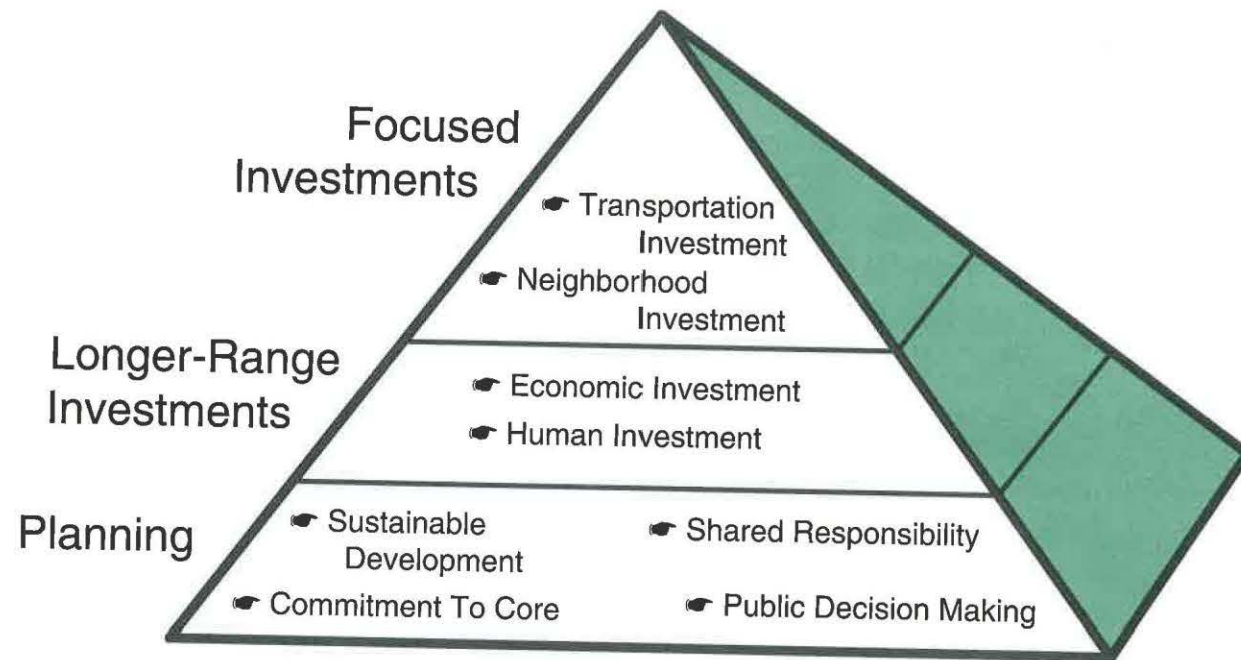 Focused
Investments
☛ Transportation
Investment
☛ Neighborhood
Investment
Longer-Range
Investments
☛ Economic Investment
☛ Human Investment
Planning
☛ Sustainable
Development
☛ Shared Responsibility
☛ Commitment To Core
☛ Public Decision Making